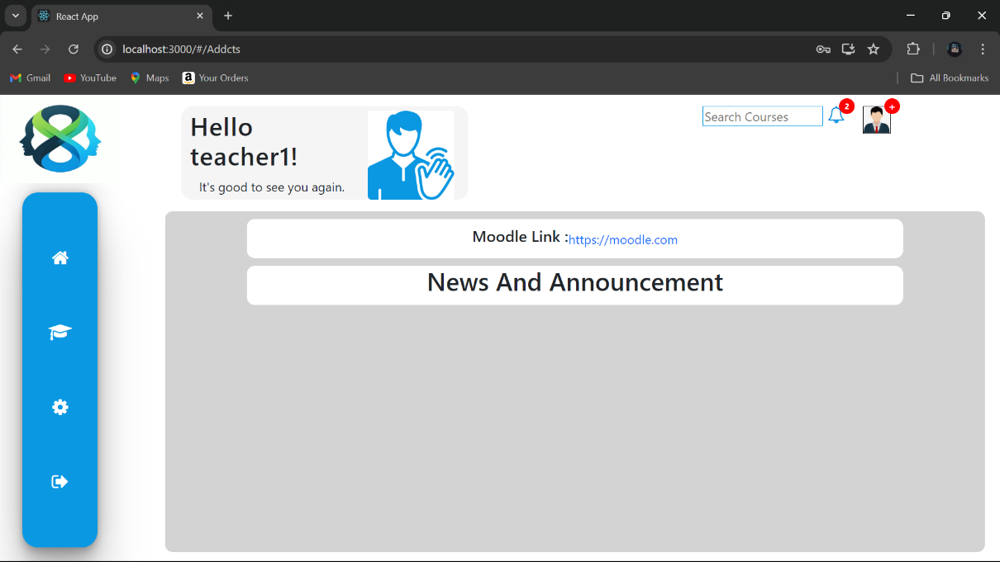 React App
localhost:3000/#/Addcts
Gmail
YouTube
Maps
a
Your Orders
All Bookmarks
Hello
teacher1!
It's good to see you again.
Search Courses
2
+
Moodle Link :https://moodle.com
News And Announcement